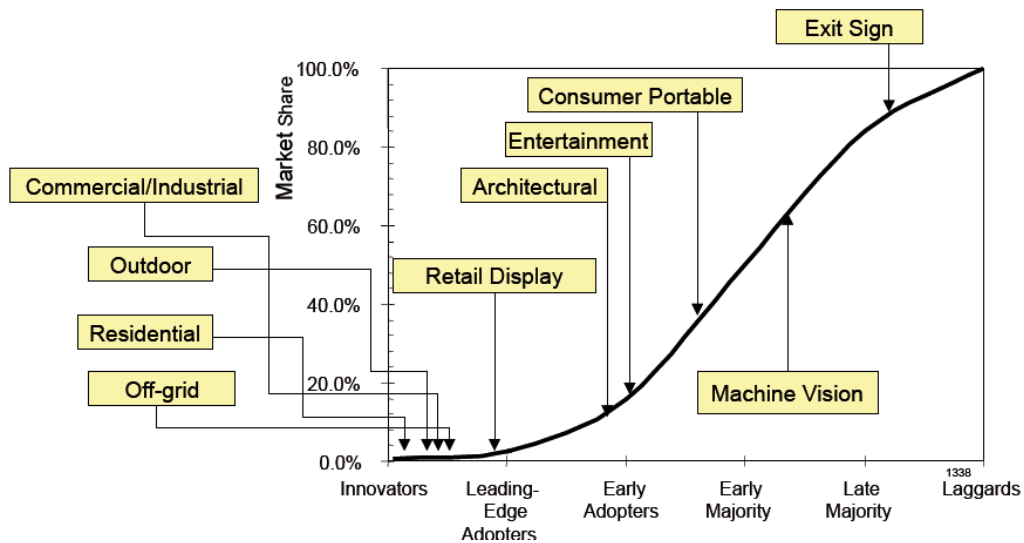 Exit Sign
100.0%
Consumer Portable
Market Share
Entertainment
80.0%
Commercial/Industrial
Architectural
60.0%
Outdoor
Retail Display
40.0%
Residential
Off-grid
20.0%
Machine Vision
0.0%
1338
Innovators
Leading-
Edge
Adopters
Early
Adopters
Early
Majority
Late
Majority
Laggards